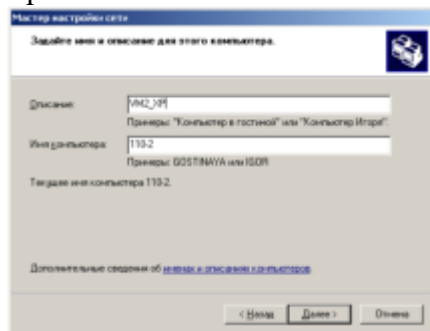 Мастер настройки сети
Задайте имя и описание для этого компьютера.
Описание: VM2_XP
Примеры: "Компьютер в гостиной" или "Компьютер Игоря".
Имя компьютера: 110-2
Примеры: GOSTINAYA или IGOR
Текущее имя компьютера 110-2.
Дополнительные сведения об именах и описании компьютеров.
< Назад Далее > Отмена